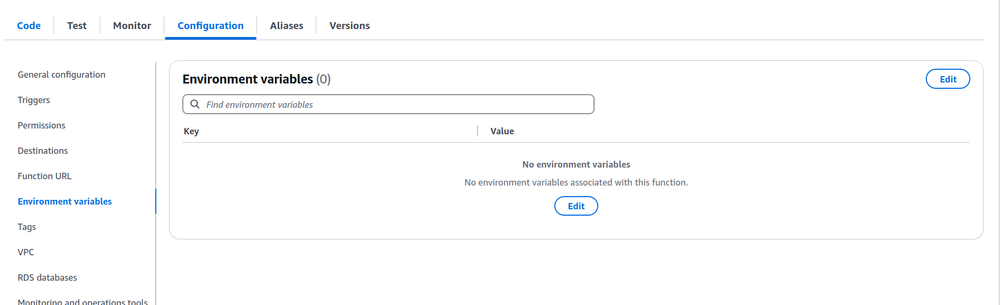 Code Test Monitor Configuration Aliases Versions
General configuration
Triggers
Permissions
Destinations
Function URL
Environment variables
Tags
VPC
RDS databases
Monitoring and operations tools
Environment variables (0)
Edit
Find environment variables
Key Value
No environment variables
No environment variables associated with this function.
Edit